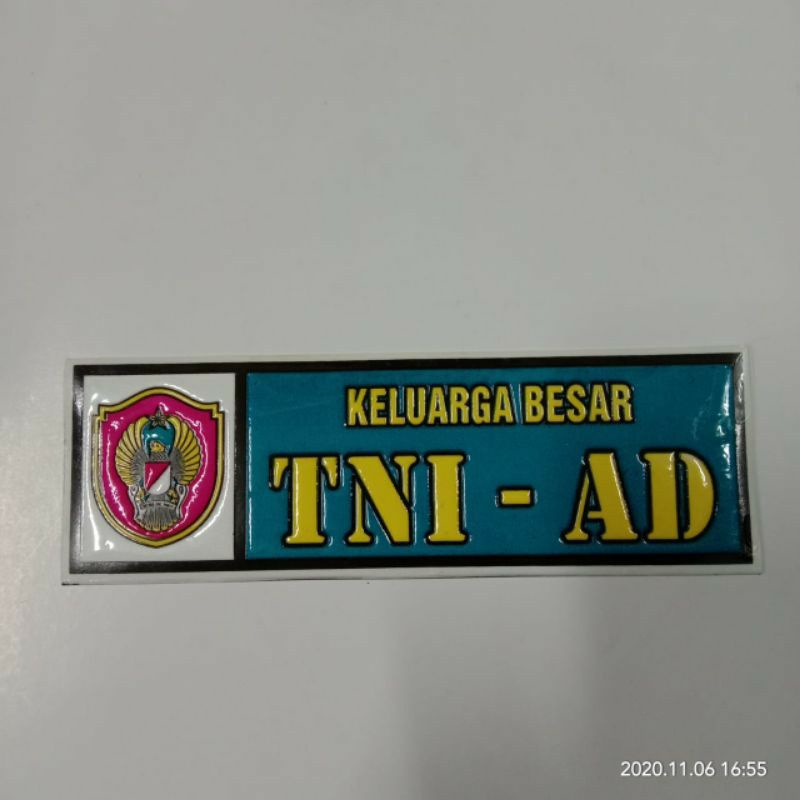 KELUARGA BESAR
TNI - AD
2020.11.06 16:55